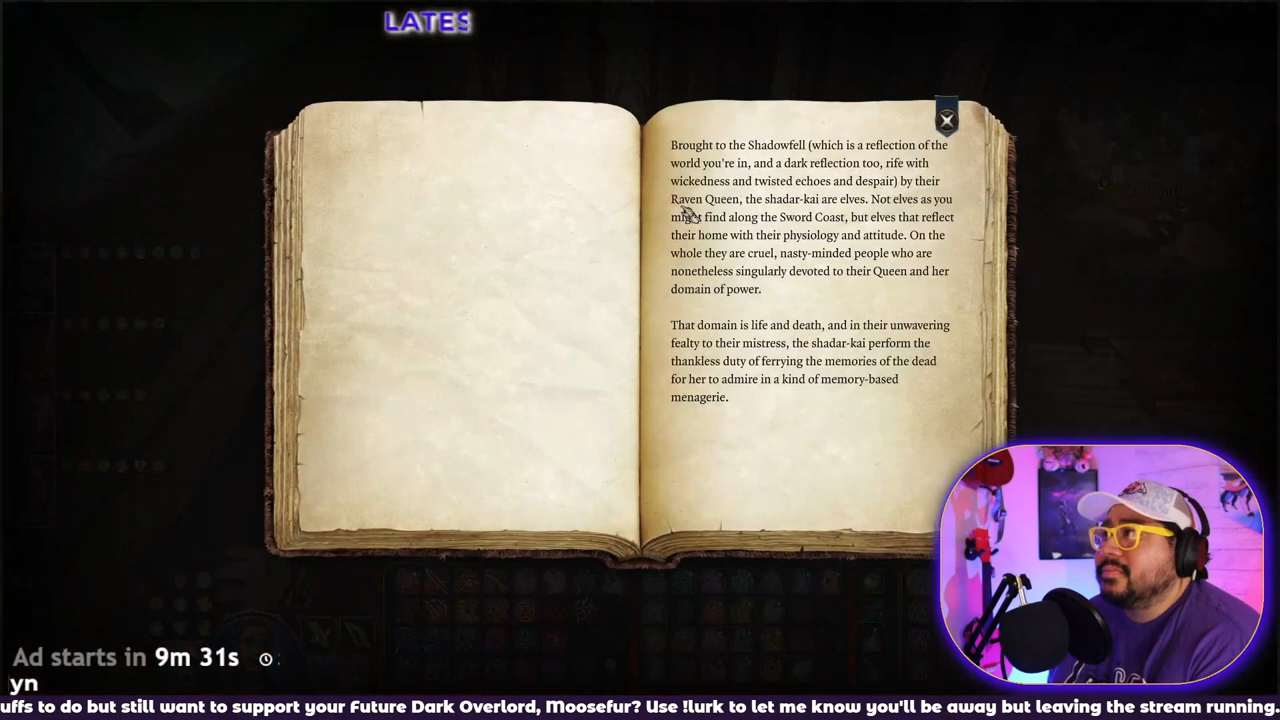 LATES
Brought to the Shadowfell (which is a reflection of the
world you're in, and a dark reflection too, rife with
wickedness and twisted echoes and despair) by their
Raven Queen, the shadar-kai are elves. Not elves as you
might find along the Sword Coast, but elves that reflect
their home with their physiology and attitude. On the
whole they are cruel, nasty-minded people who are
nonetheless singularly devoted to their Queen and her
domain of power.
That domain is life and death, and in their unwavering
fealty to their mistress, the shadar-kai perform the
thankless duty of ferrying the memories of the dead
for her to admire in a kind of memory-based
menagerie.
Ad starts in 9m 31s
yn
uffs to do but still want to support your Future Dark Overlord, Moosefur? Use !lurk to let me know you'll be away but leaving the stream running.